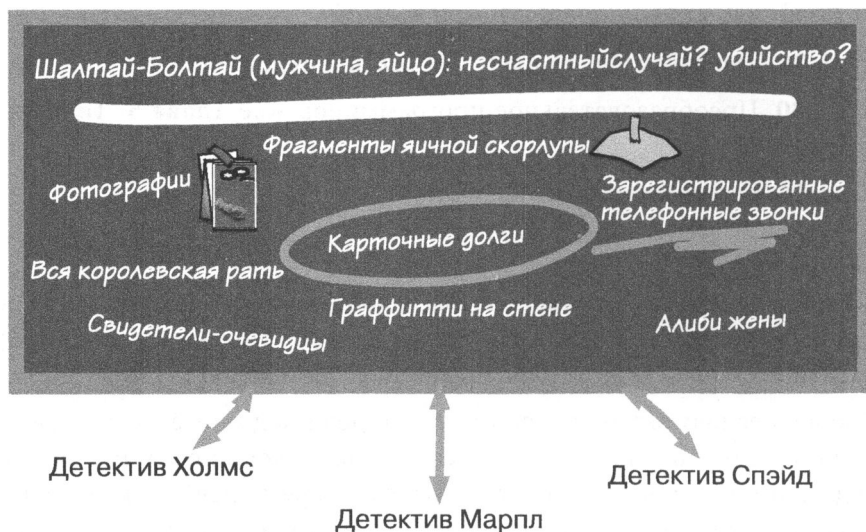 Шалтай-Болтай (мужчина, яйцо): несчастныйслучай? убийство?
Фрагменты яичной скорлупы
Фотографии
Зарегистрированные
телефонные звонки
Карточные долги
Вся королевская рать
Граффитти на стене
Свидетели-очевидцы
Алиби жены
Детектив Холмс
Детектив Марпл
Детектив Спэйд